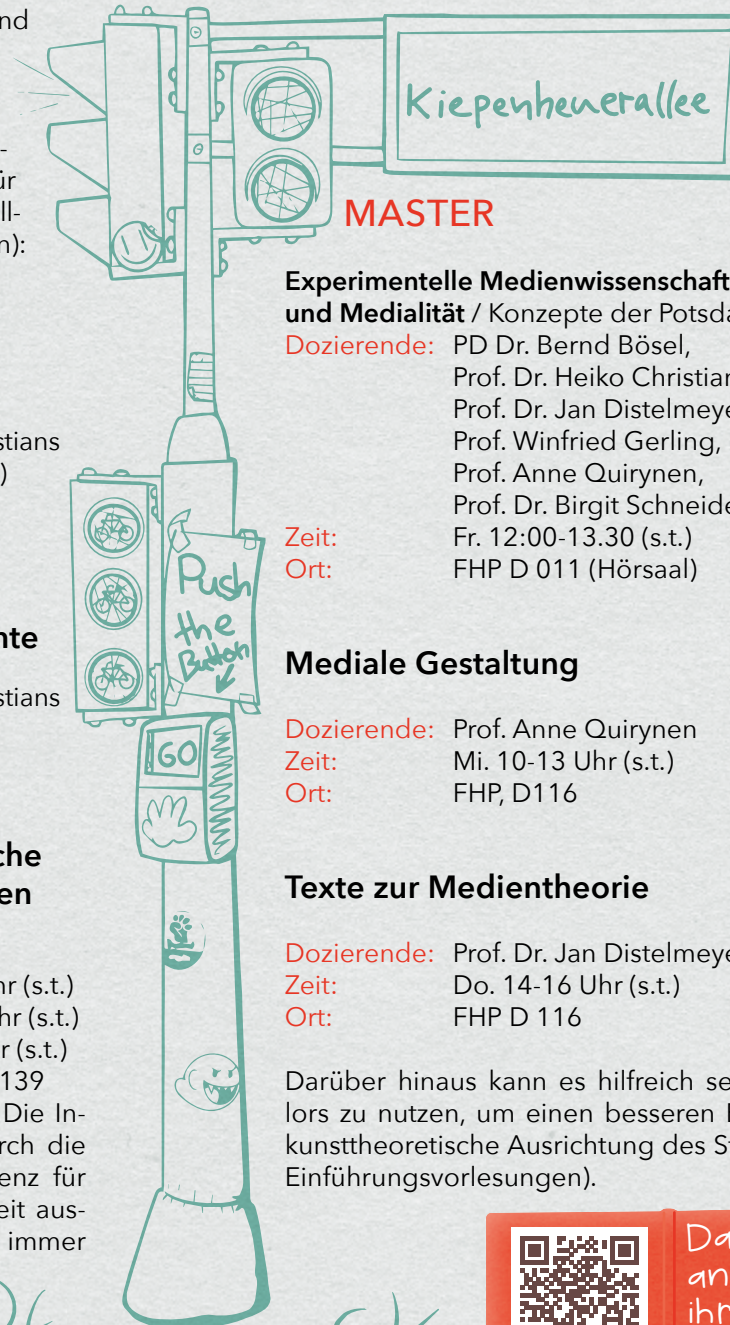 nd
-
ür
ll-
n):
stians
)
nte
stians
che
en
hr (s.t.)
hr (s.t.)
r (s.t.)
139
Die In-
rch die
enz für
eit aus-
immer
Kiepenheuerallee
Push
the
Button
GO
MASTER
Experimentelle Medienwissenschaft
und Medialität / Konzepte der Potsda
Dozierende: PD Dr. Bernd Bösel,
Prof. Dr. Heiko Christian
Prof. Dr. Jan Distelmeye
Prof. Winfried Gerling,
Prof. Anne Quirynen,
Prof. Dr. Birgit Schneide
Zeit: Fr. 12:00-13.30 (s.t.)
Ort: FHP D 011 (Hörsaal)
Mediale Gestaltung
Dozierende: Prof. Anne Quirynen
Zeit: Mi. 10-13 Uhr (s.t.)
Ort: FHP, D116
Texte zur Medientheorie
Dozierende: Prof. Dr. Jan Distelmeye
Zeit: Do. 14-16 Uhr (s.t.)
Ort: FHP D 116
Darüber hinaus kann es hilfreich se
lors zu nutzen, um einen besseren
kunsttheoretische Ausrichtung des S
Einführungsvorlesungen).
Da
an
ihn